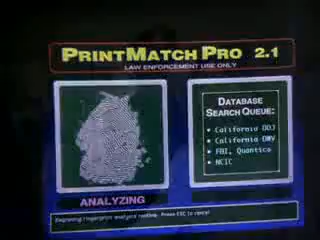 PRINTMATCH PRO 2.1
LAW ENFORCEMENT USE ONLY
DATABASE
SEARCH QUEUE:
• California DOJ
• California DMV
• FBI, Quantico
• NCIC
ANALYZING
Beginning fingerprint analysis routine. Press ESC to cancel